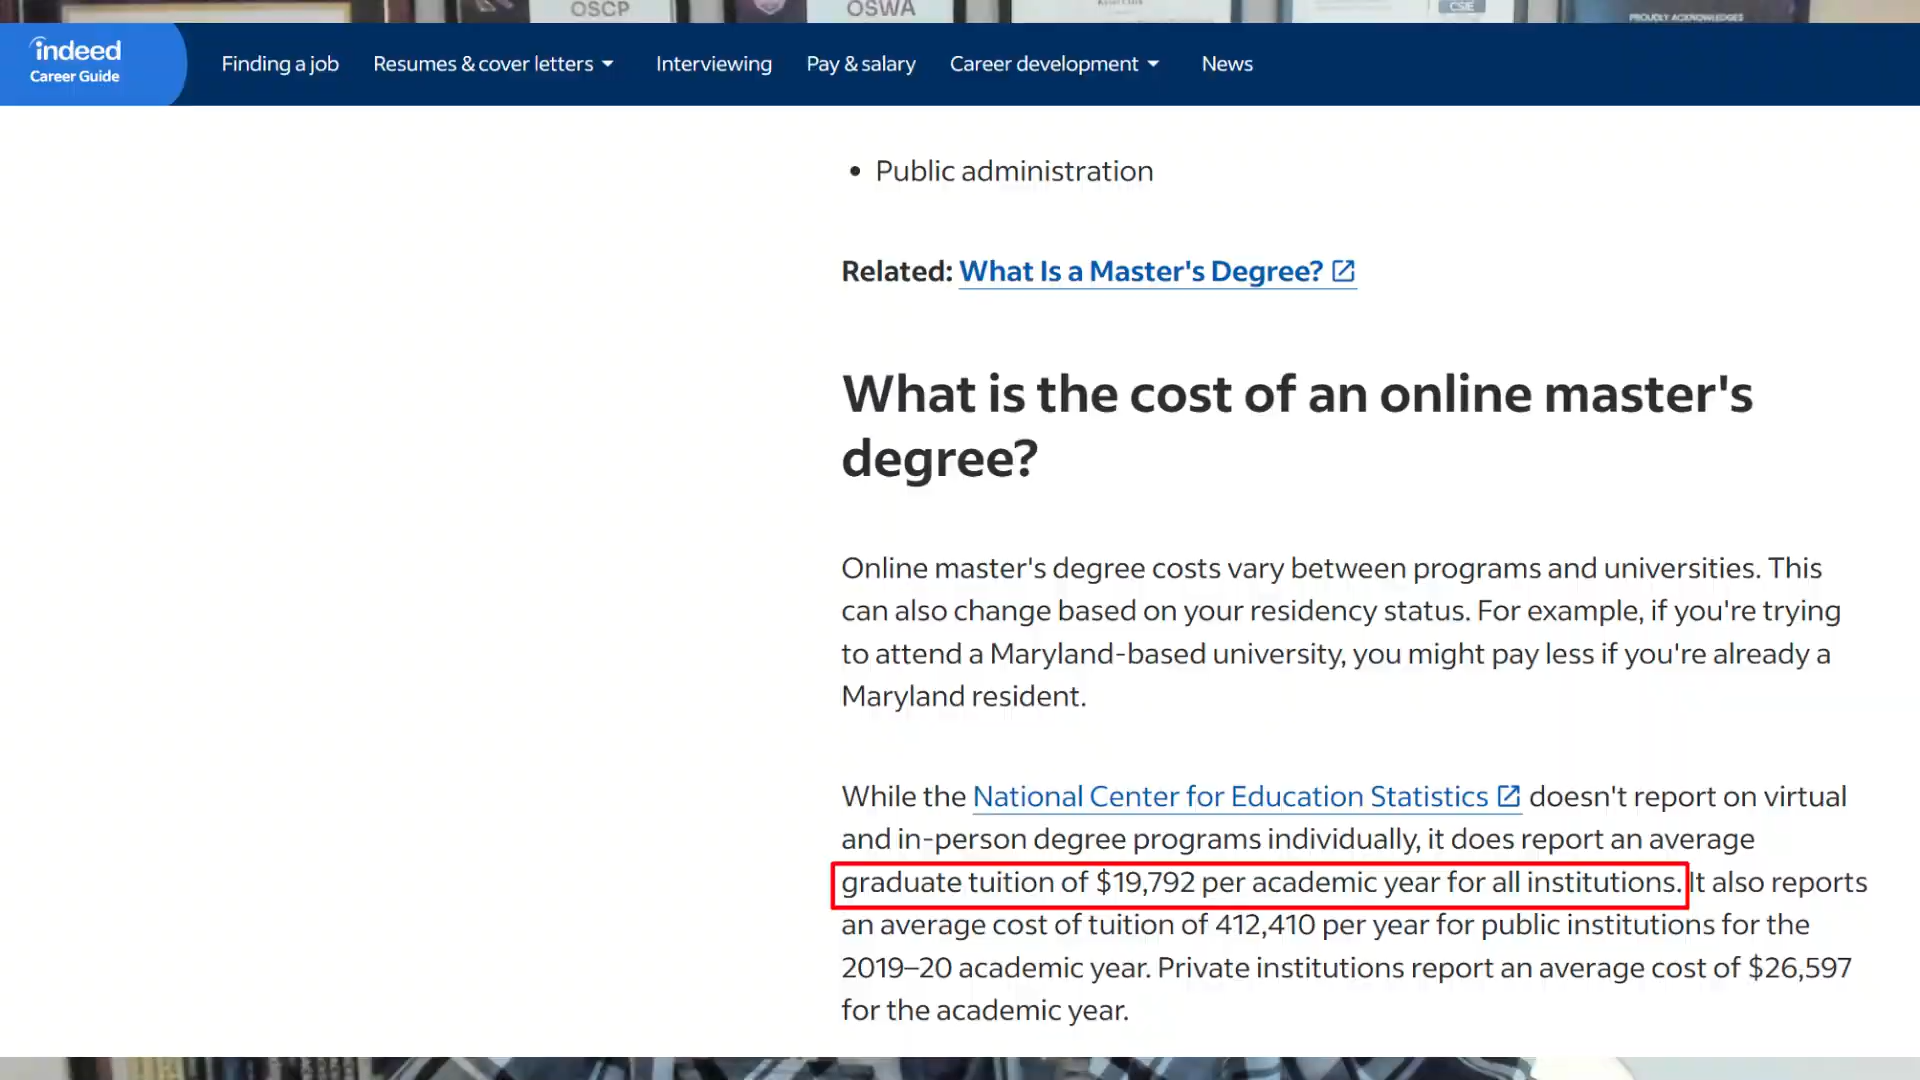 OSCP
OSWA
CSIE
PROUDLY ACKNOWLEDGES
indeed
Career Guide
Finding a job
Resumes & cover letters
Interviewing
Pay & salary
Career development
News
• Public administration
Related: What Is a Master's Degree?
What is the cost of an online master's
degree?
Online master's degree costs vary between programs and universities. This
can also change based on your residency status. For example, if you're trying
to attend a Maryland-based university, you might pay less if you're already a
Maryland resident.
While the National Center for Education Statistics doesn't report on virtual
and in-person degree programs individually, it does report an average
graduate tuition of $19,792 per academic year for all institutions. It also reports
an average cost of tuition of 412,410 per year for public institutions for the
2019–20 academic year. Private institutions report an average cost of $26,597
for the academic year.